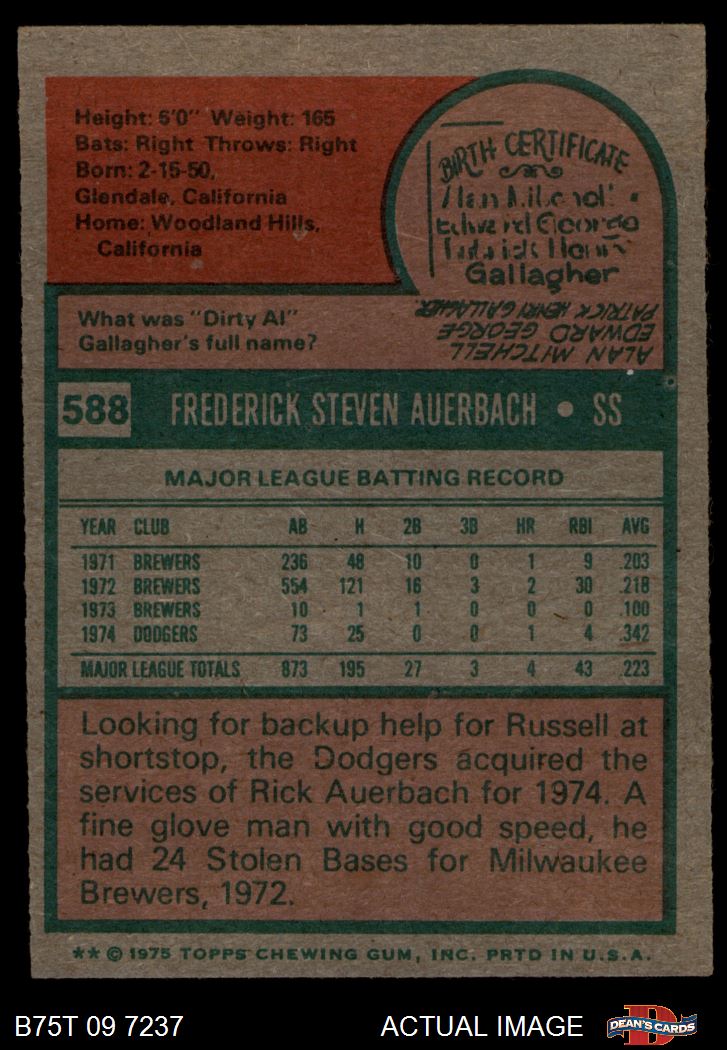 Height: 6'0" Weight: 165
Bats: Right Throws: Right
Born: 2-15-50,
Glendale, California
Home: Woodland Hills,
California
BIRTH CERTIFICATE
Gallagher
What was "Dirty Al"
Gallagher's full name?
ALAN MITCHELL
EDWARD GEORGE
PATRICK HENRY GALLAGHER.
588 FREDERICK STEVEN AUERBACH • SS
MAJOR LEAGUE BATTING RECORD
YEAR CLUB AB H 2B 3B HR RBI AVG
1971 BREWERS 236 48 10 0 1 9 .203
1972 BREWERS 554 121 16 3 2 30 .218
1973 BREWERS 10 1 1 0 0 0 .100
1974 DODGERS 73 25 0 0 1 4 .342
MAJOR LEAGUE TOTALS 873 195 27 3 4 43 .223
Looking for backup help for Russell at
shortstop, the Dodgers acquired the
services of Rick Auerbach for 1974. A
fine glove man with good speed, he
had 24 Stolen Bases for Milwaukee
Brewers, 1972.
** © 1975 TOPPS CHEWING GUM, INC. PRTD IN U.S.A.
B75T 09 7237 ACTUAL IMAGE DEAN'S CARDS